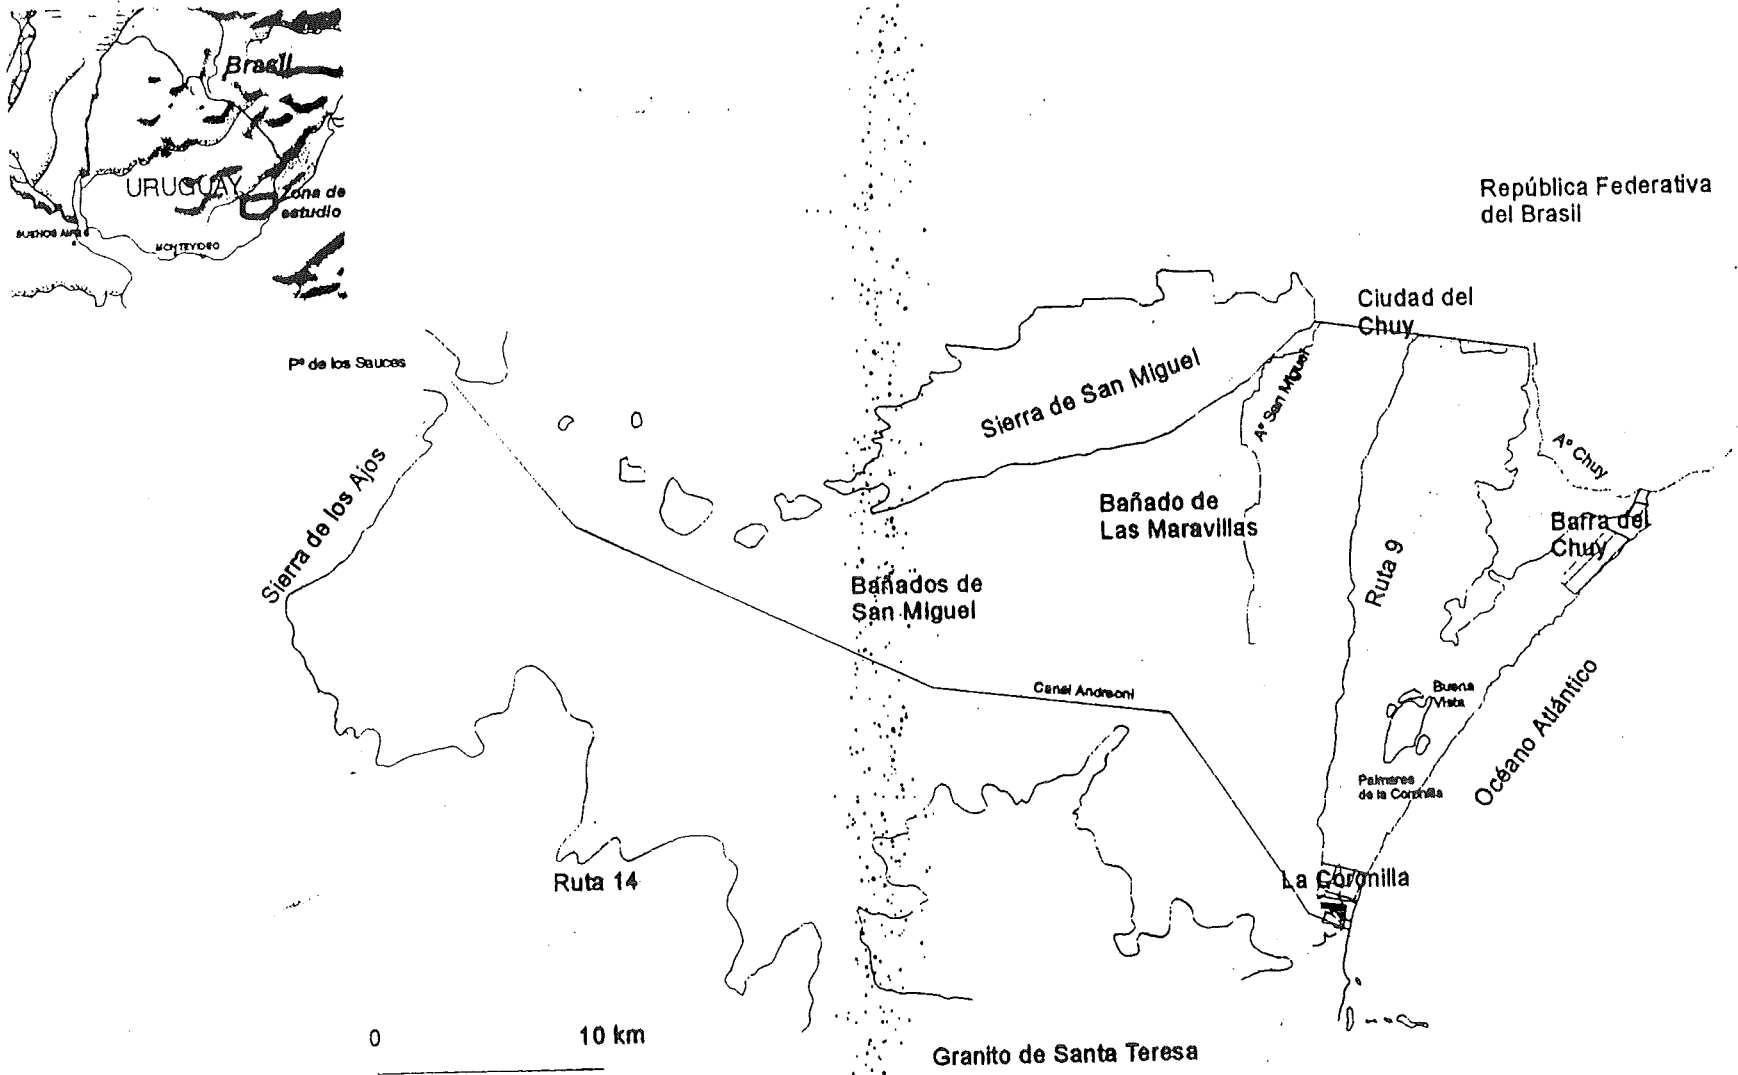 Brasil
URUGUAY
Zona de
estudio
BUENOS AIRES
MONTEVIDEO
República Federativa
del Brasil
Ciudad del
Chuy
Pº de los Sauces
Sierra de San Miguel
Aº San Miguel
Aº Chuy
Sierra de los Ajos
Bañado de
Las Maravillas
Barra del
Chuy
Ruta 9
Bañados de
San Miguel
Canal Andreoni
Buena
Vista
Océano Atlántico
Palmares
de la Coronilla
La Coronilla
Ruta 14
0
10 km
Granito de Santa Teresa